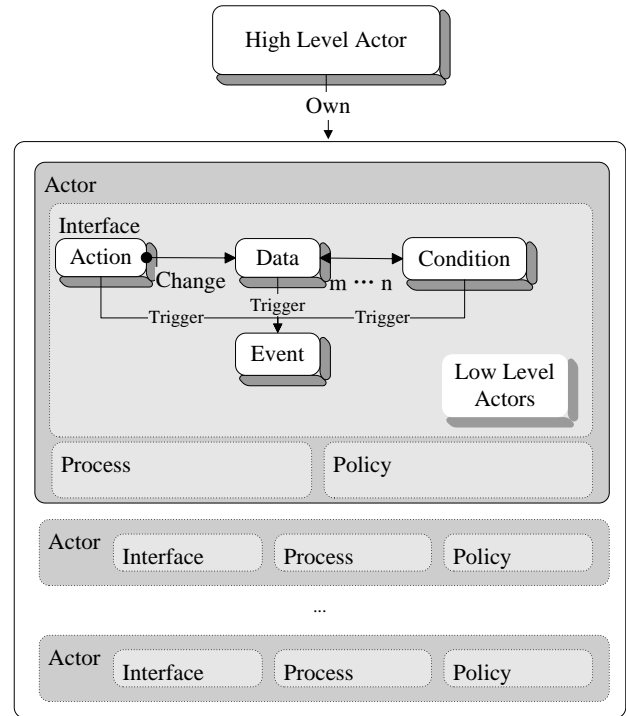 High Level Actor
Own
Actor
Interface
Action
Data
Condition
Change
m ··· n
Trigger
Trigger
Trigger
Event
Low Level
Actors
Process
Policy
Actor
Interface
Process
Policy
...
Actor
Interface
Process
Policy